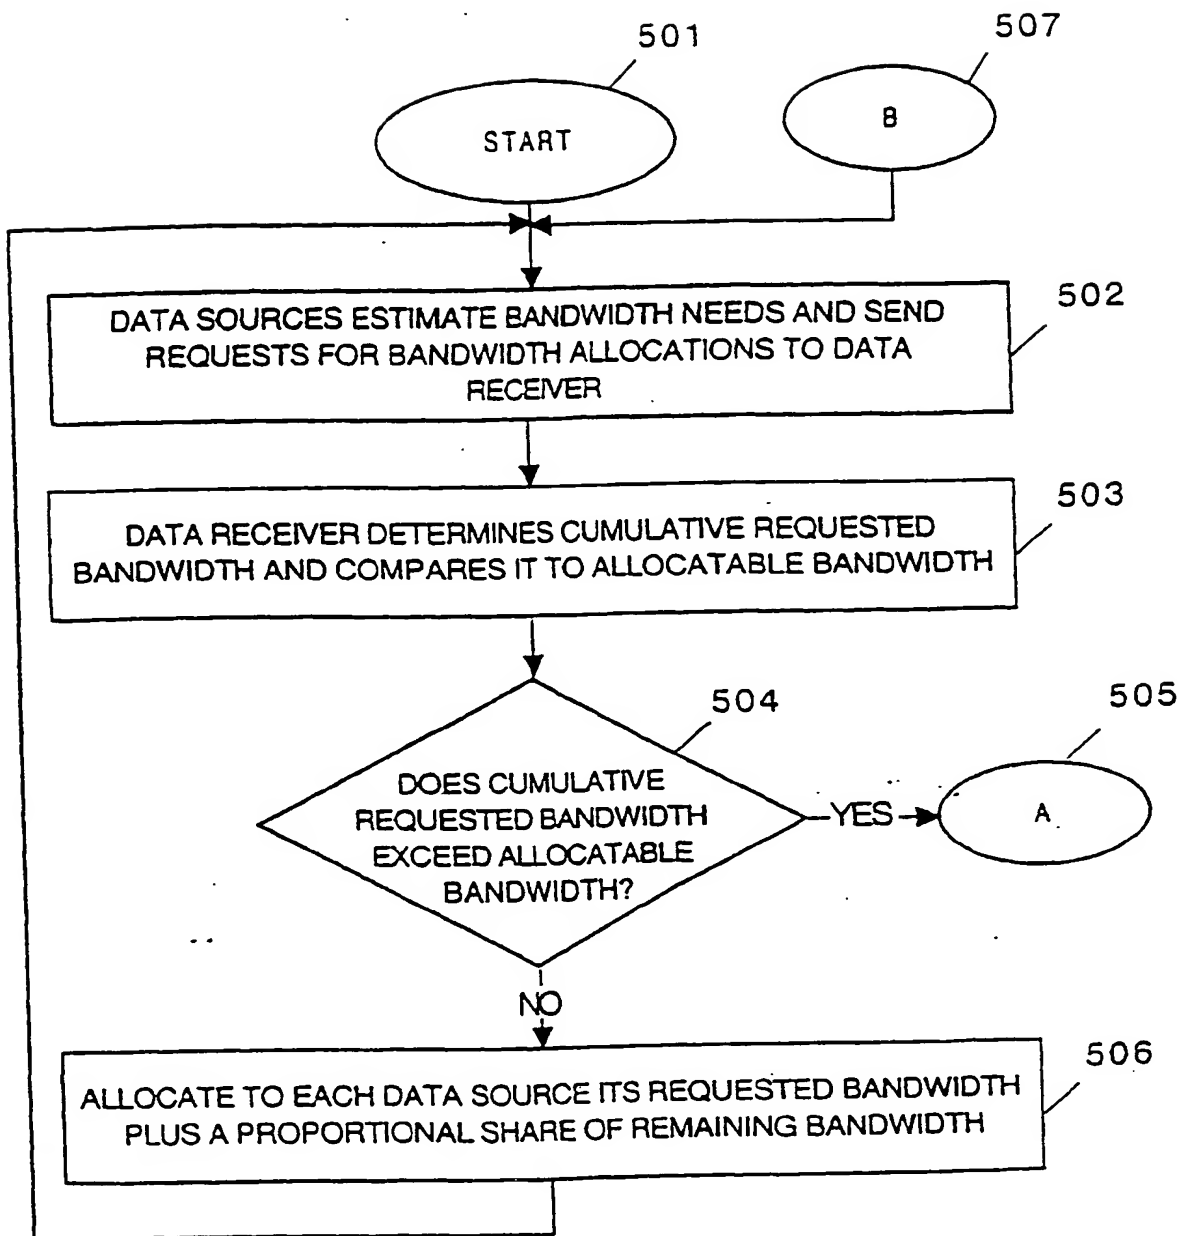 501
507
START
B
DATA SOURCES ESTIMATE BANDWIDTH NEEDS AND SEND
REQUESTS FOR BANDWIDTH ALLOCATIONS TO DATA
RECEIVER
502
DATA RECEIVER DETERMINES CUMULATIVE REQUESTED
BANDWIDTH AND COMPARES IT TO ALLOCATABLE BANDWIDTH
503
504
DOES CUMULATIVE
REQUESTED BANDWIDTH
EXCEED ALLOCATABLE
BANDWIDTH?
YES
505
A
NO
ALLOCATE TO EACH DATA SOURCE ITS REQUESTED BANDWIDTH
PLUS A PROPORTIONAL SHARE OF REMAINING BANDWIDTH
506